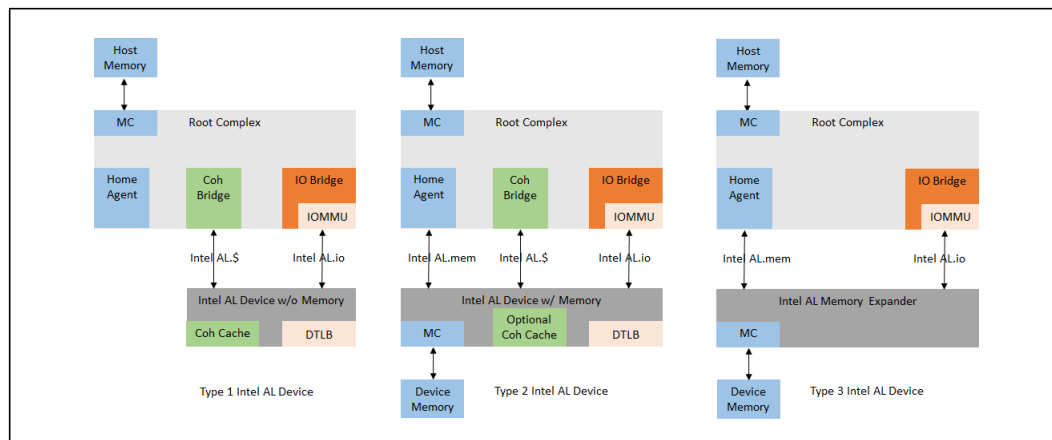 Host
Memory
MC
Root Complex
Home
Agent
Coh
Bridge
IO Bridge
IOMMU
Intel AL.$
Intel AL.io
Intel AL Device w/o Memory
Coh Cache
DTLB
Type 1 Intel AL Device
Host
Memory
MC
Root Complex
Home
Agent
Coh
Bridge
IO Bridge
IOMMU
Intel AL.mem
Intel AL.$
Intel AL.io
Intel AL Device w/ Memory
MC
Optional
Coh Cache
DTLB
Device
Memory
Type 2 Intel AL Device
Host
Memory
MC
Root Complex
Home
Agent
IO Bridge
IOMMU
Intel AL.mem
Intel AL.io
Intel AL Memory Expander
MC
Device
Memory
Type 3 Intel AL Device